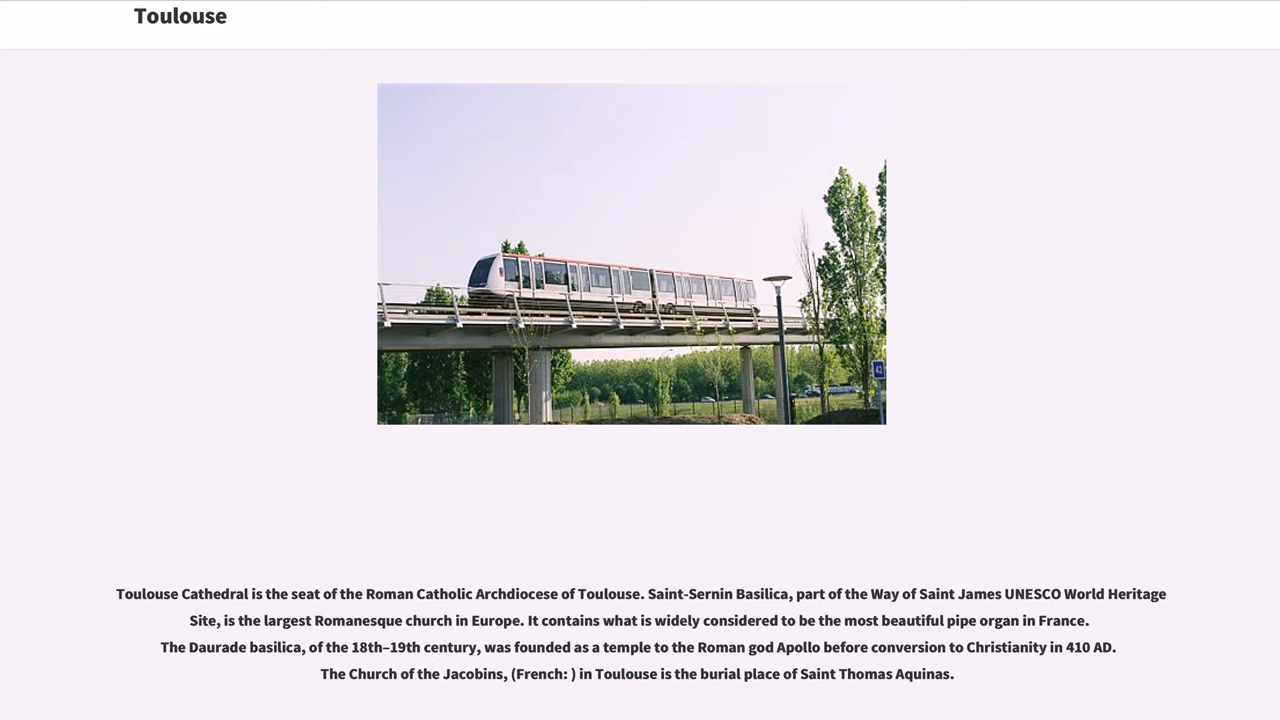 Toulouse
42
Toulouse Cathedral is the seat of the Roman Catholic Archdiocese of Toulouse. Saint-Sernin Basilica, part of the Way of Saint James UNESCO World Heritage
Site, is the largest Romanesque church in Europe. It contains what is widely considered to be the most beautiful pipe organ in France.
The Daurade basilica, of the 18th–19th century, was founded as a temple to the Roman god Apollo before conversion to Christianity in 410 AD.
The Church of the Jacobins, (French: ) in Toulouse is the burial place of Saint Thomas Aquinas.